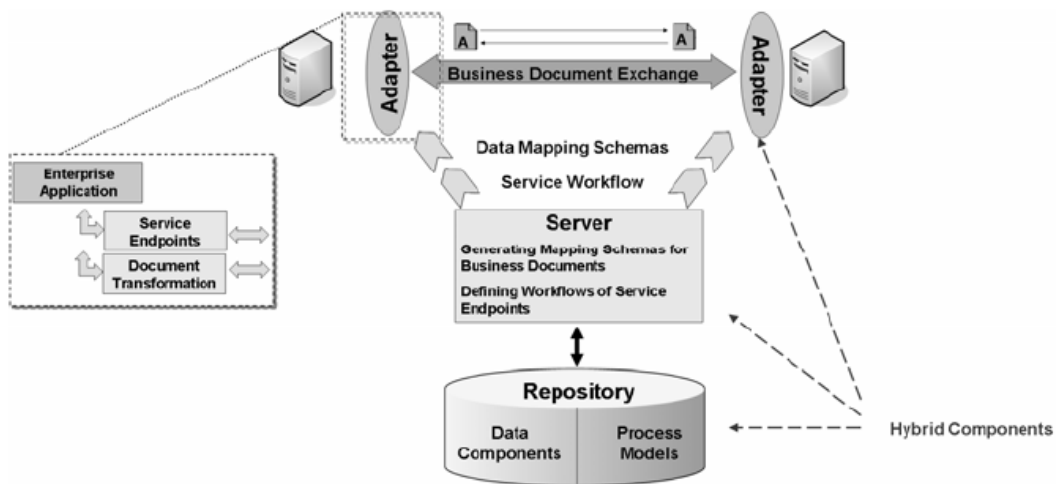 A
A
Adapter
Business Document Exchange
Adapter
Data Mapping Schemas
Service Workflow
Enterprise
Application
Service
Endpoints
Document
Transformation
Server
Generating Mapping Schemas for
Business Documents
Defining Workflows of Service
Endpoints
Repository
Data
Components
Process
Models
Hybrid Components